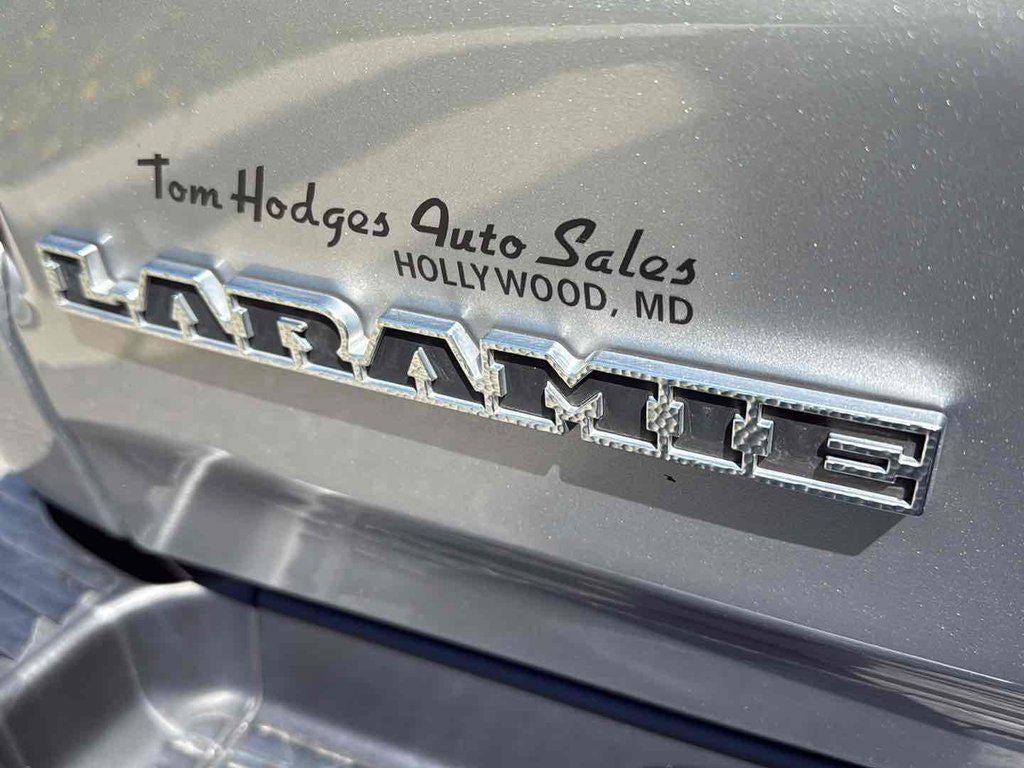 Tom Hodges Auto Sales
HOLLYWOOD, MD
LARAMIE